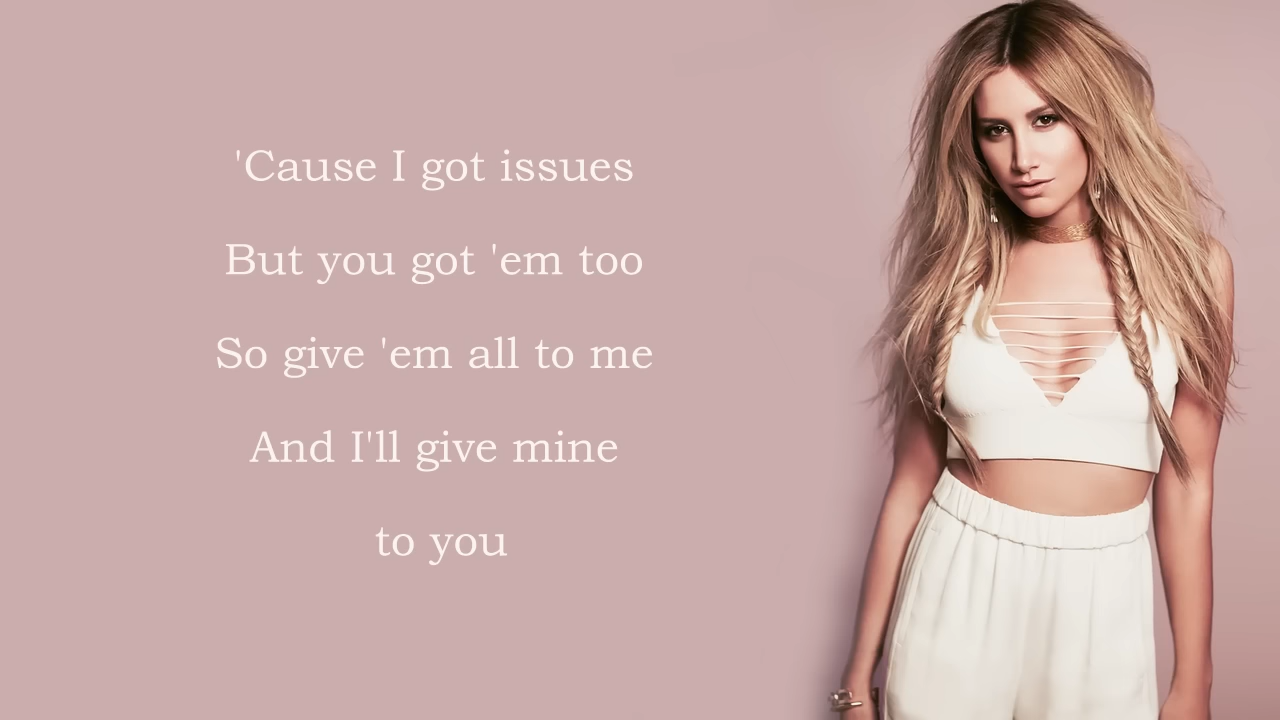 'Cause I got issues
But you got 'em too
So give 'em all to me
And I'll give mine
to you